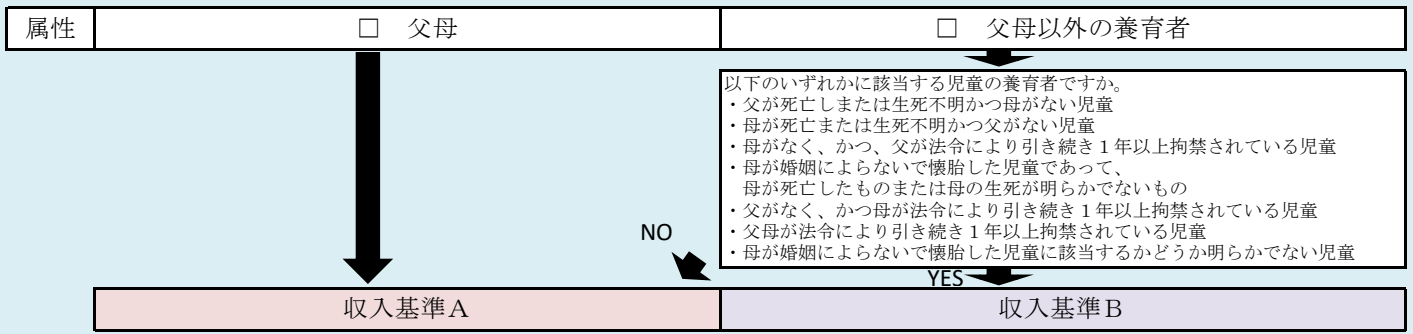 属性
□ 父母
□ 父母以外の養育者
以下のいずれかに該当する児童の養育者ですか。
・父が死亡しまたは生死不明かつ母がない児童
・母が死亡または生死不明かつ父がない児童
・母がなく、かつ、父が法令により引き続き１年以上拘禁されている児童
・母が婚姻によらないで懐胎した児童であって、
母が死亡したものまたは母の生死が明らかでないもの
・父がなく、かつ母が法令により引き続き１年以上拘禁されている児童
・父母が法令により引き続き１年以上拘禁されている児童
・母が婚姻によらないで懐胎した児童に該当するかどうか明らかでない児童
NO
YES
収入基準A
収入基準B